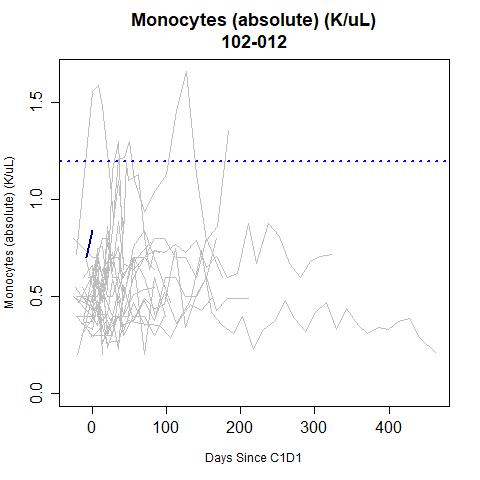 Monocytes (absolute) (K/uL)
102-012
Monocytes (absolute) (K/uL)
1.5
1.0
0.5
0.0
0 100 200 300 400
Days Since C1D1